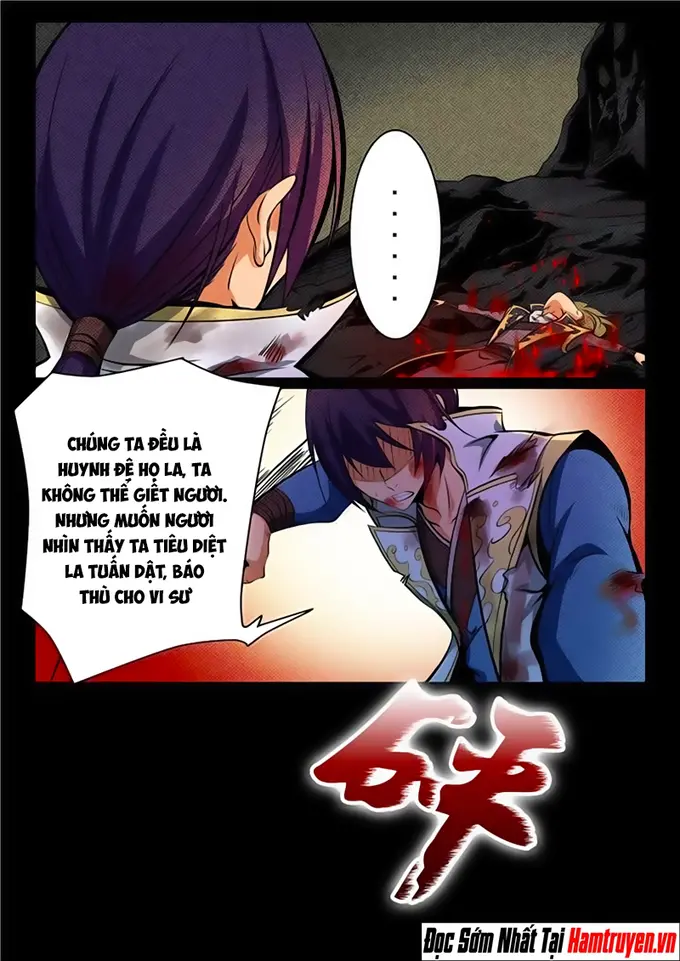 ......
CHÚNG TA ĐỀU LÀ
HUYNH ĐỆ HỌ LA, TA
KHÔNG THỂ GIẾT NGƯƠI.
NHƯNG MUỐN NGƯƠI
NHÌN THẤY TA TIÊU DIỆT
LA TUẤN DẬT, BÁO
THÙ CHO VI SƯ
ĐỌC SỚM NHẤT TẠI HAMTRUYEN.VN